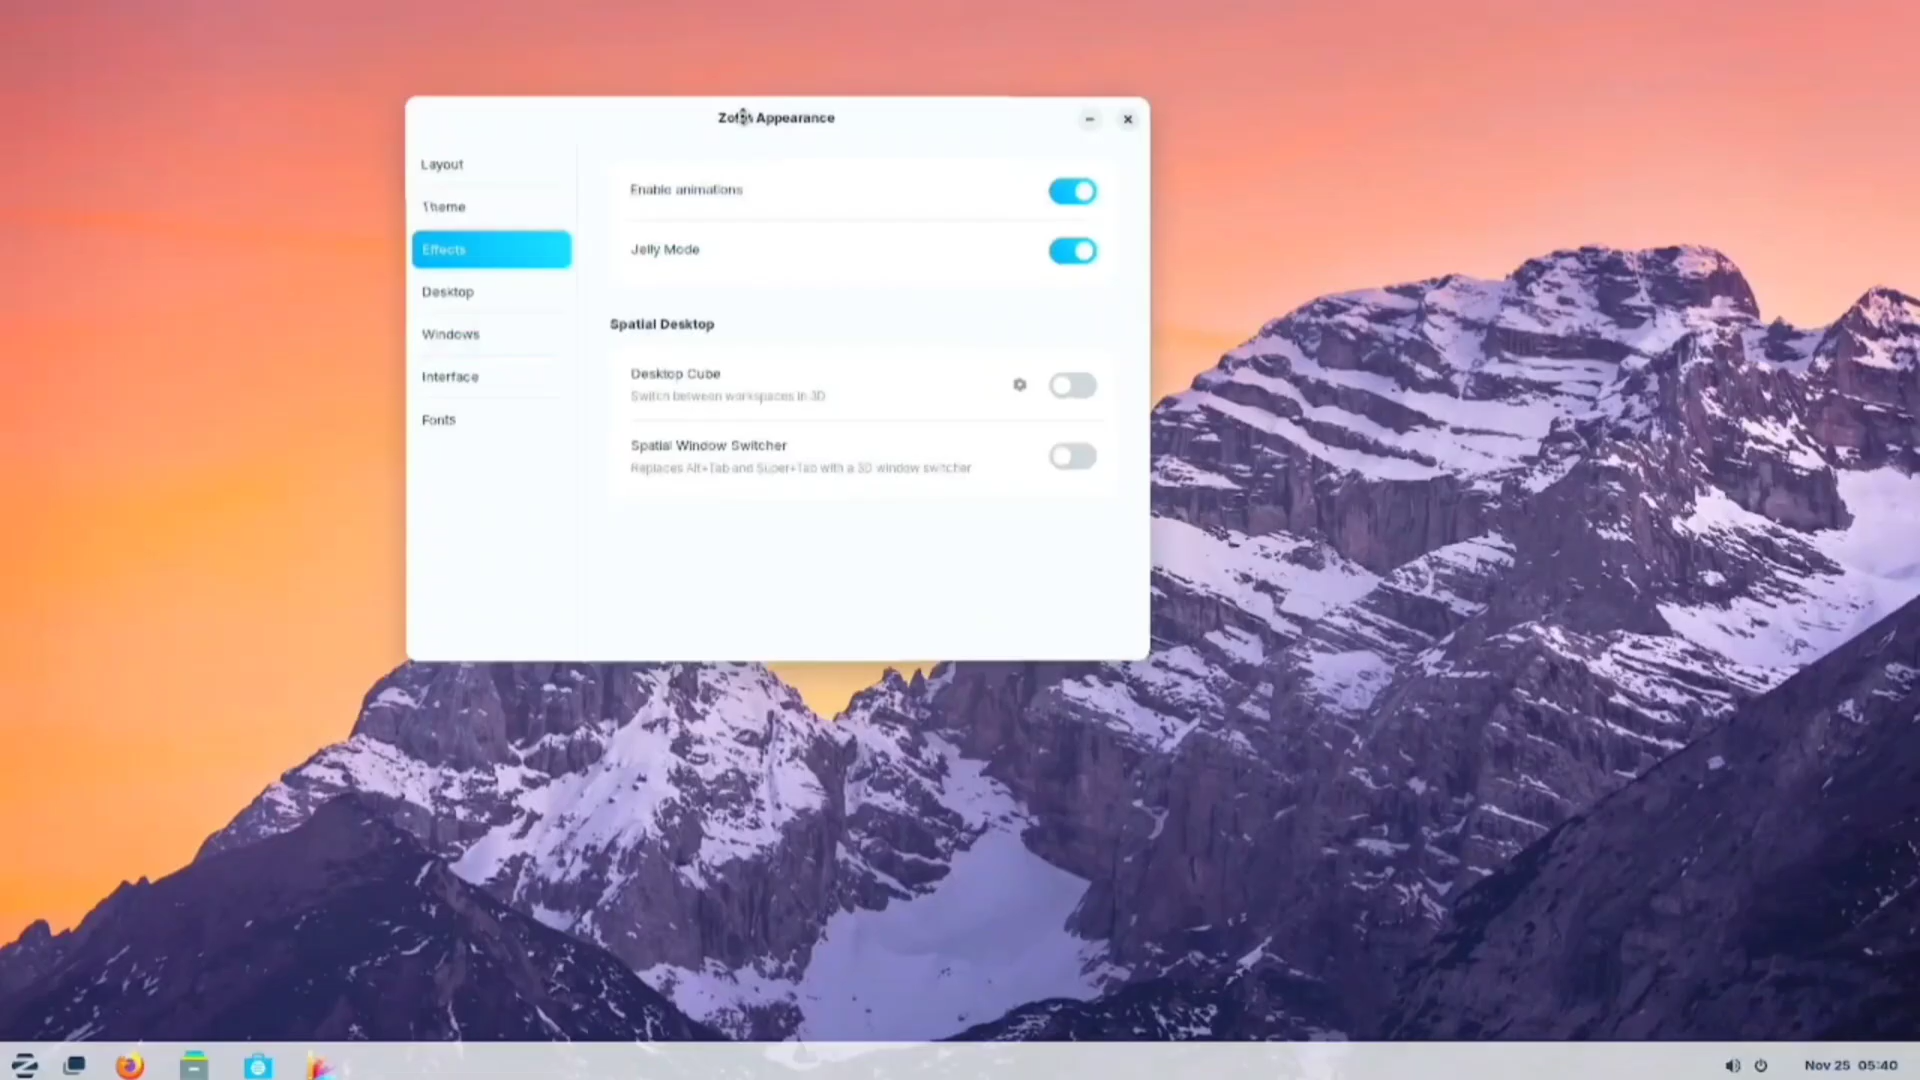 Zorin Appearance
Layout
Theme
Effects
Desktop
Windows
Interface
Fonts
Enable animations
Jelly Mode
Spatial Desktop
Desktop Cube
Switch between workspaces in 3D
Spatial Window Switcher
Replaces Alt+Tab and Super+Tab with a 3D window switcher
Nov 25 05:40